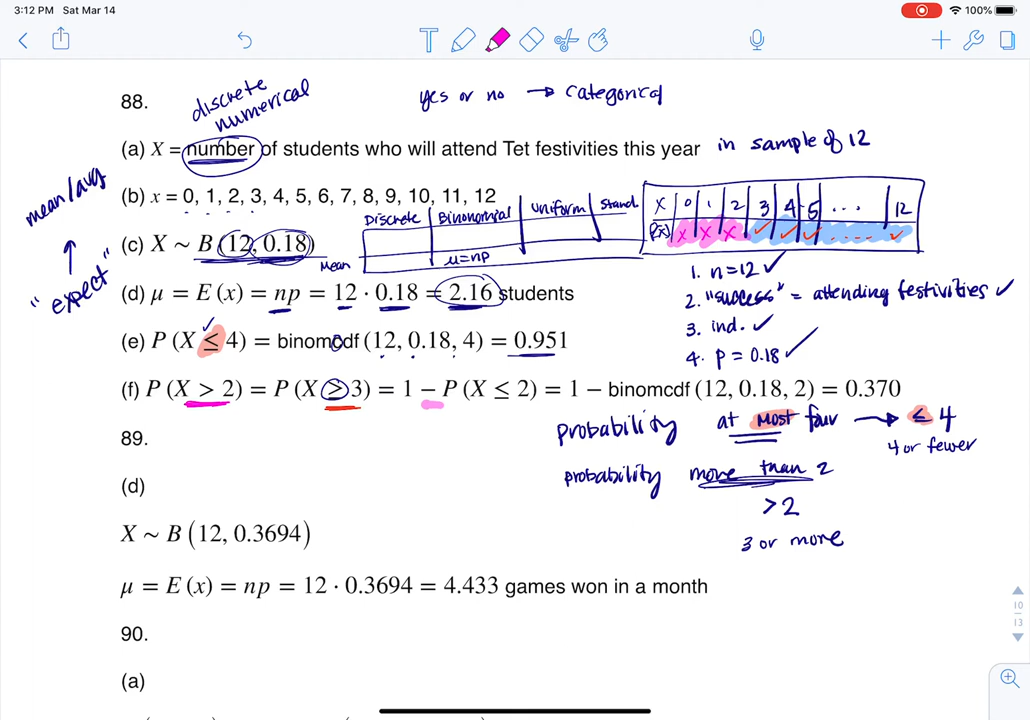 3:12 PM Sat Mar 14
100%
88.
discrete
numerical
yes or no → categorical
(a) X = number of students who will attend Tet festivities this year in sample of 12
mean/avg
(b) x = 0, 1, 2, 3, 4, 5, 6, 7, 8, 9, 10, 11, 12
Discrete Binonomial Uniform Stand.
X 0 1 2 3 4 5 ... 12
P(x) X X X ✓ ✓ ✓ .... ✓
(c) X ~ B (12, 0.18)
Mean μ=np
"expect"
1. n=12 ✓
(d) μ = E (x) = np = 12 · 0.18 = 2.16 students
2. "success" = attending festivities ✓
3. ind. ✓
(e) P (X ≤ 4) = binomcdf (12, 0.18, 4) = 0.951
4. p = 0.18 ✓
(f) P (X > 2) = P (X ≥ 3) = 1 − P (X ≤ 2) = 1 − binomcdf (12, 0.18, 2) = 0.370
probability at most four → ≤ 4
4 or fewer
89.
probability more than 2
(d)
> 2
X ~ B (12, 0.3694)
3 or more
μ = E (x) = np = 12 · 0.3694 = 4.433 games won in a month
10
13
90.
(a)